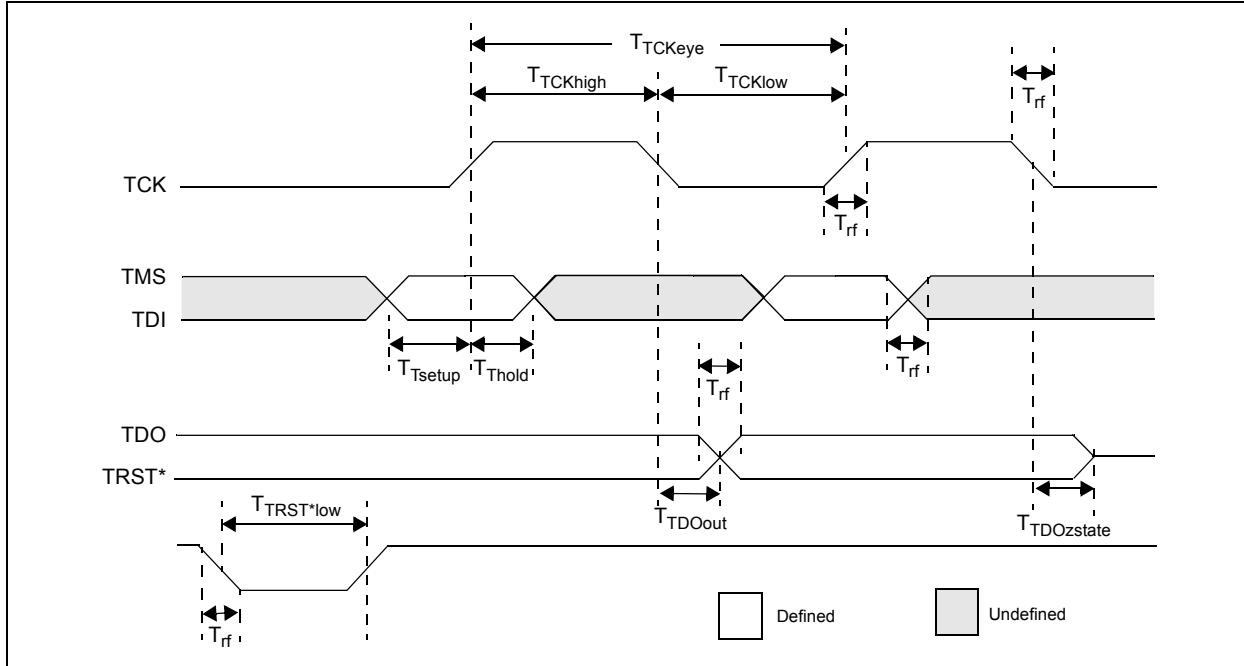 TTCKeye
TTCKhigh
TTCKlow
Trf
TCK
Trf
TMS
TDI
TTsetup
TThold
Trf
Trf
TDO
TRST*
TTRST*low
TTDOout
TTDOzstate
Trf
Defined
Undefined